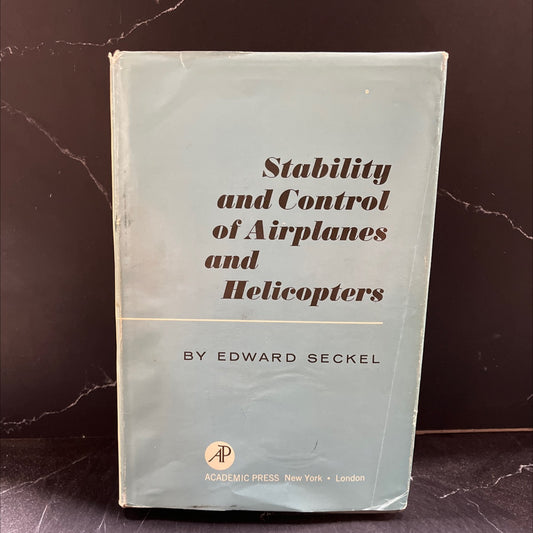 Stability
and Control
of Airplanes
and
Helicopters
BY EDWARD SECKEL
AP
ACADEMIC PRESS New York • London